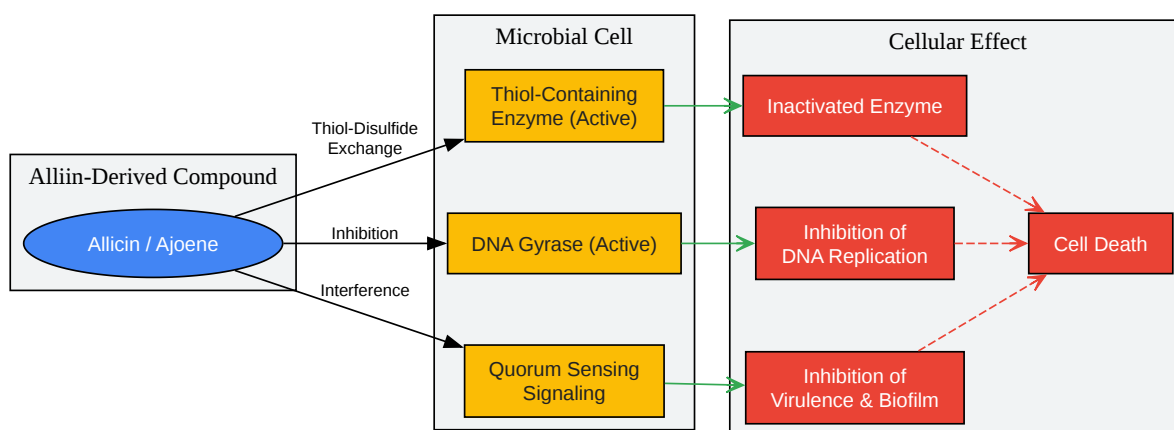 Microbial Cell
Cellular Effect
Thiol-Containing
Enzyme (Active)
Inactivated Enzyme
Thiol-Disulfide
Exchange
Alliin-Derived Compound
Allicin / Ajoene
Inhibition
DNA Gyrase (Active)
Inhibition of
DNA Replication
Cell Death
Interference
Quorum Sensing
Signaling
Inhibition of
Virulence & Biofilm